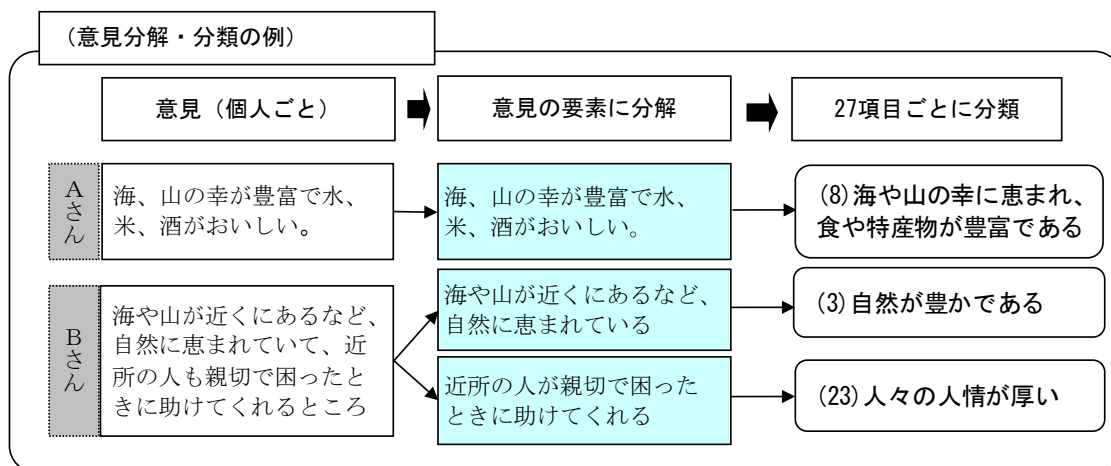 (意見分解・分類の例)
意見（個人ごと）
意見の要素に分解
27項目ごとに分類
Aさん
海、山の幸が豊富で水、
米、酒がおいしい。
海、山の幸が豊富で水、
米、酒がおいしい。
(8)海や山の幸に恵まれ、
食や特産物が豊富である
Bさん
海や山が近くにあるなど、
自然に恵まれていて、近
所の人も親切で困ったと
きに助けてくれるところ
海や山が近くにあるなど、
自然に恵まれている
(3)自然が豊かである
近所の人が親切で困った
ときに助けてくれる
(23)人々の人情が厚い